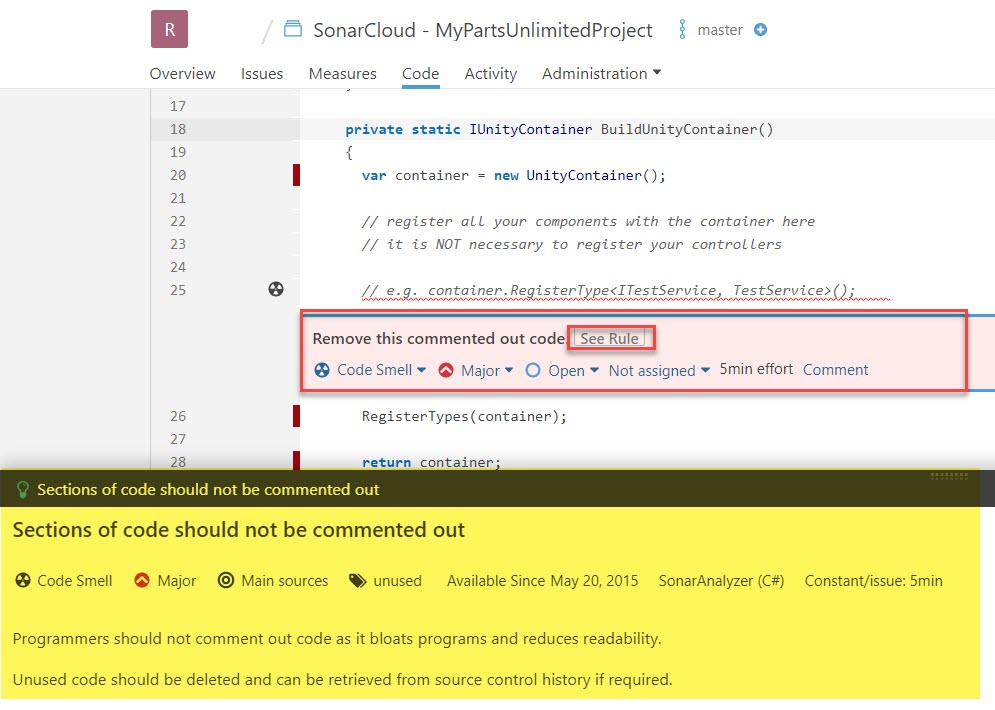 R / SonarCloud - MyPartsUnlimitedProject master
Overview Issues Measures Code Activity Administration
17
18 private static IUnityContainer BuildUnityContainer()
19 {
20 var container = new UnityContainer();
21
22 // register all your components with the container here
23 // it is NOT necessary to register your controllers
24
25 // e.g. container.RegisterType<ITestService, TestService>();
Remove this commented out code. See Rule
Code Smell Major Open Not assigned 5min effort Comment
26 RegisterTypes(container);
27
28 return container;
Sections of code should not be commented out
Sections of code should not be commented out
Code Smell Major Main sources unused Available Since May 20, 2015 SonarAnalyzer (C#) Constant/issue: 5min
Programmers should not comment out code as it bloats programs and reduces readability.
Unused code should be deleted and can be retrieved from source control history if required.